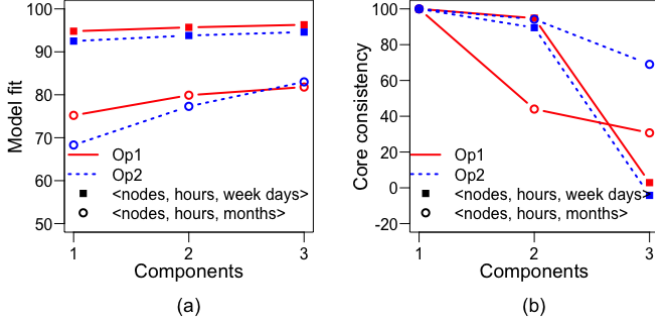 100
90
80
70
60
50
Model fit
Op1
Op2
<nodes, hours, week days>
<nodes, hours, months>
1
2
3
Components
(a)
100
80
60
40
20
0
-20
Core consistency
Op1
Op2
<nodes, hours, week days>
<nodes, hours, months>
1
2
3
Components
(b)